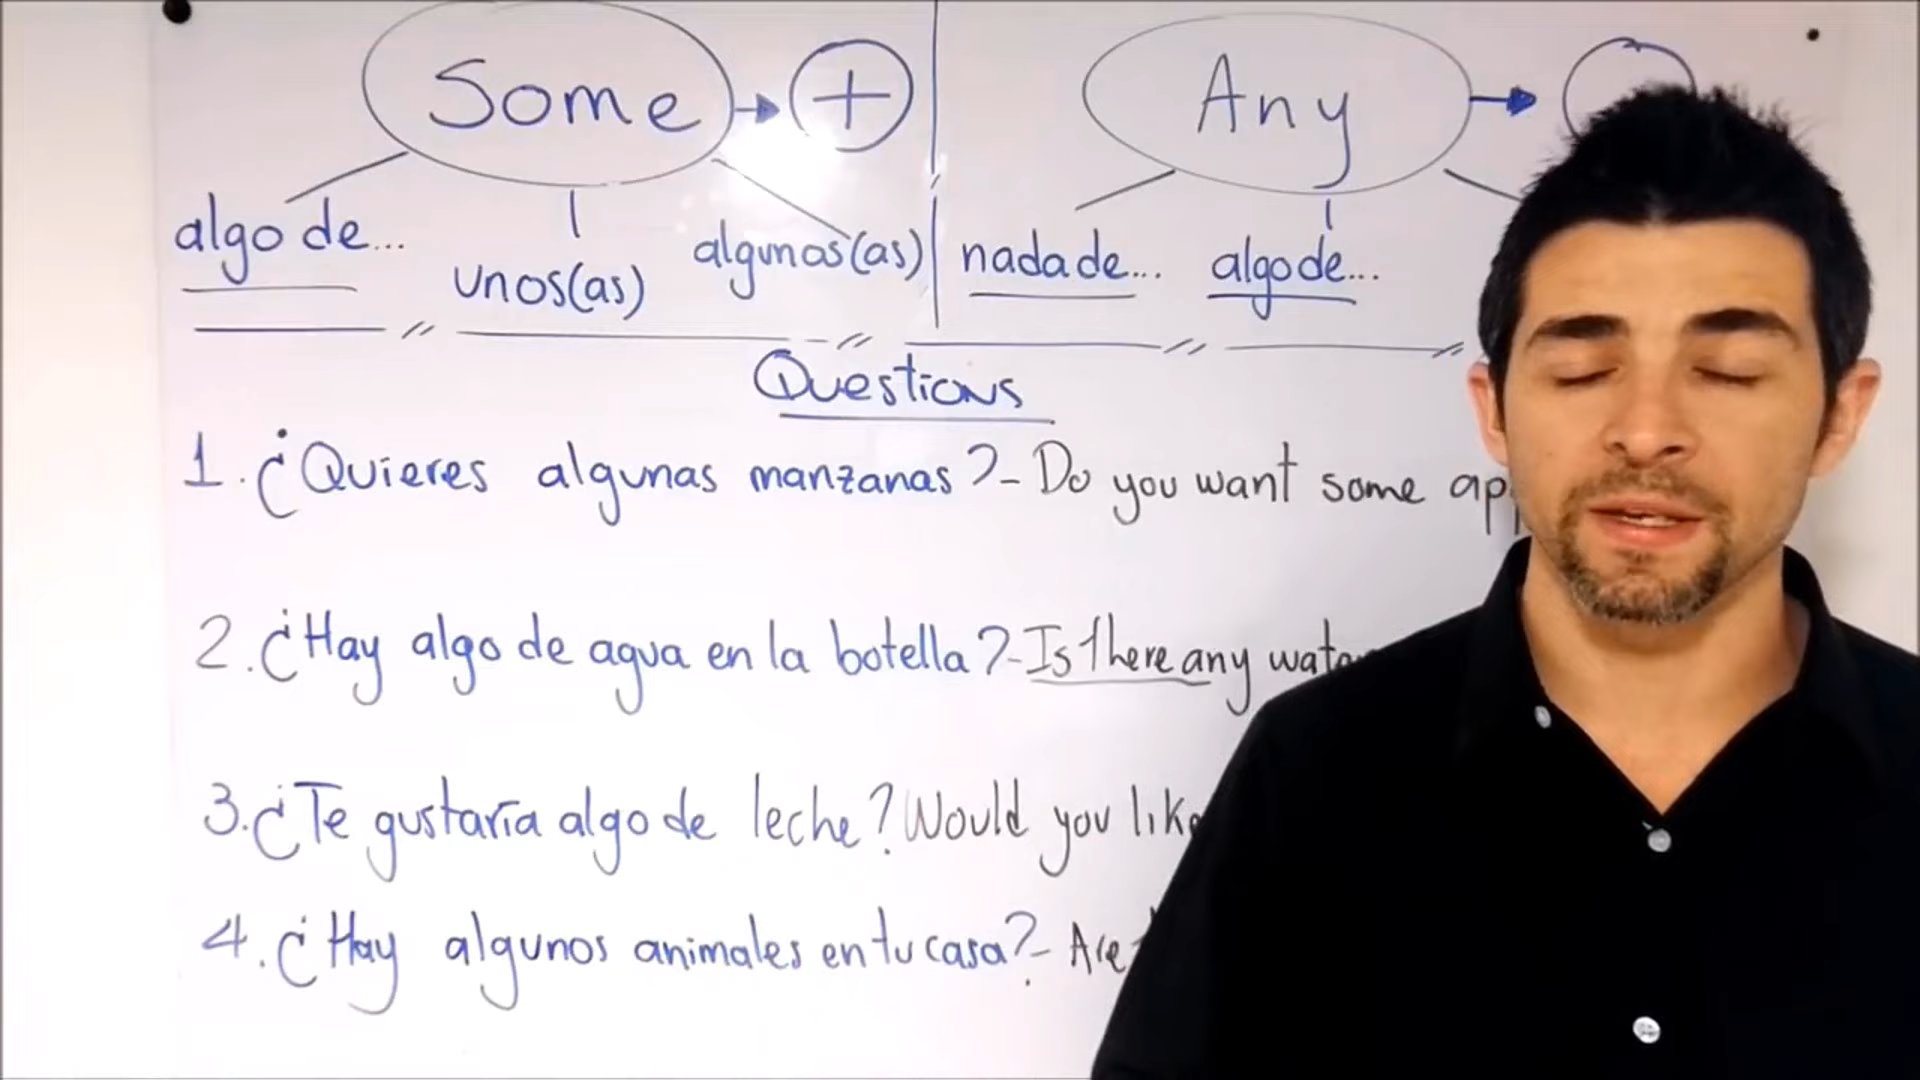 Some → + Any →
algo de... unos(as) algunos(as) nada de... algo de...
Questions
1. ¿Quieres algunas manzanas? - Do you want some
2. ¿Hay algo de agua en la botella? - Is there any
3. ¿Te gustaría algo de leche? Would you like
4. ¿Hay algunos animales en tu casa? - Are